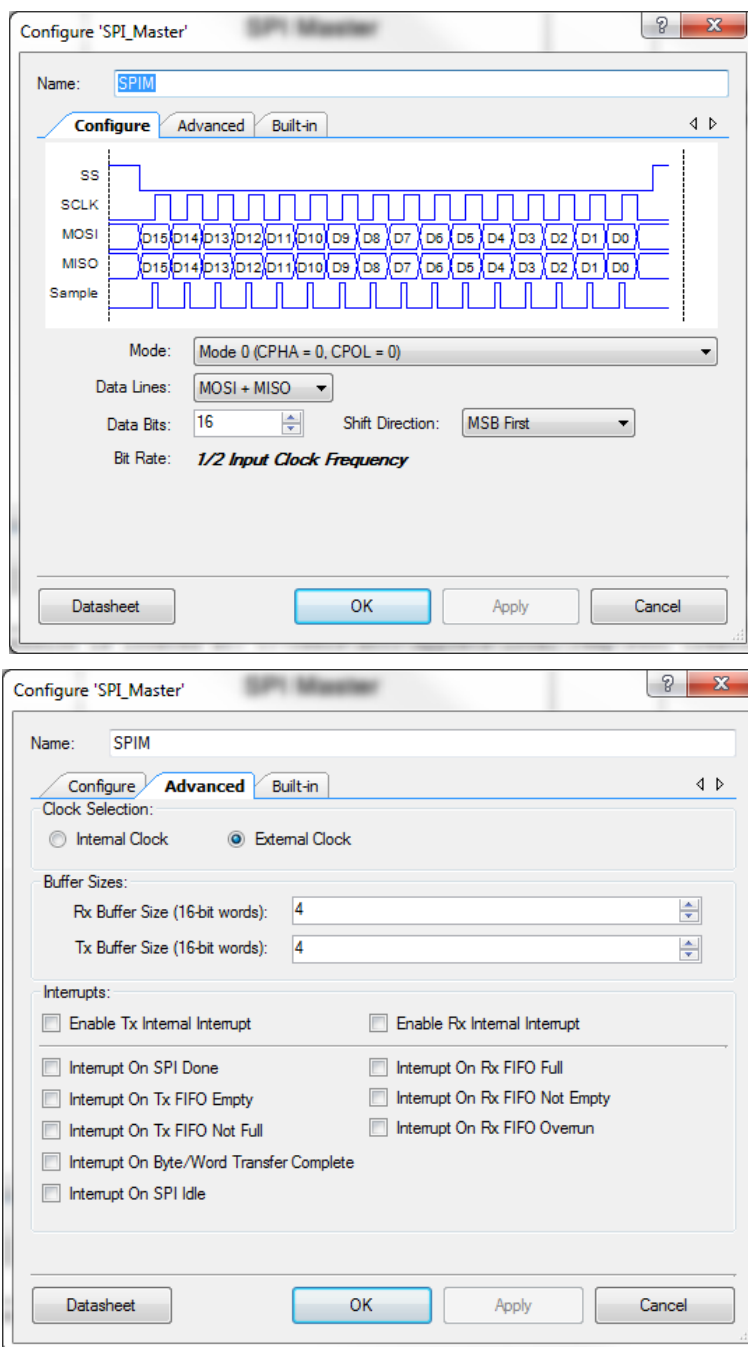 Configure 'SPI_Master'
SPI Master
Name: SPIM
Configure Advanced Built-in
SS
SCLK
MOSI D15 D14 D13 D12 D11 D10 D9 D8 D7 D6 D5 D4 D3 D2 D1 D0
MISO D15 D14 D13 D12 D11 D10 D9 D8 D7 D6 D5 D4 D3 D2 D1 D0
Sample
Mode: Mode 0 (CPHA = 0, CPOL = 0)
Data Lines: MOSI + MISO
Data Bits: 16 Shift Direction: MSB First
Bit Rate: 1/2 Input Clock Frequency
Datasheet OK Apply Cancel
Configure 'SPI_Master'
SPI Master
Name: SPIM
Configure Advanced Built-in
Clock Selection:
Internal Clock External Clock
Buffer Sizes:
Rx Buffer Size (16-bit words): 4
Tx Buffer Size (16-bit words): 4
Interrupts:
Enable Tx Internal Interrupt Enable Rx Internal Interrupt
Interrupt On SPI Done Interrupt On Rx FIFO Full
Interrupt On Tx FIFO Empty Interrupt On Rx FIFO Not Empty
Interrupt On Tx FIFO Not Full Interrupt On Rx FIFO Overrun
Interrupt On Byte/Word Transfer Complete
Interrupt On SPI Idle
Datasheet OK Apply Cancel